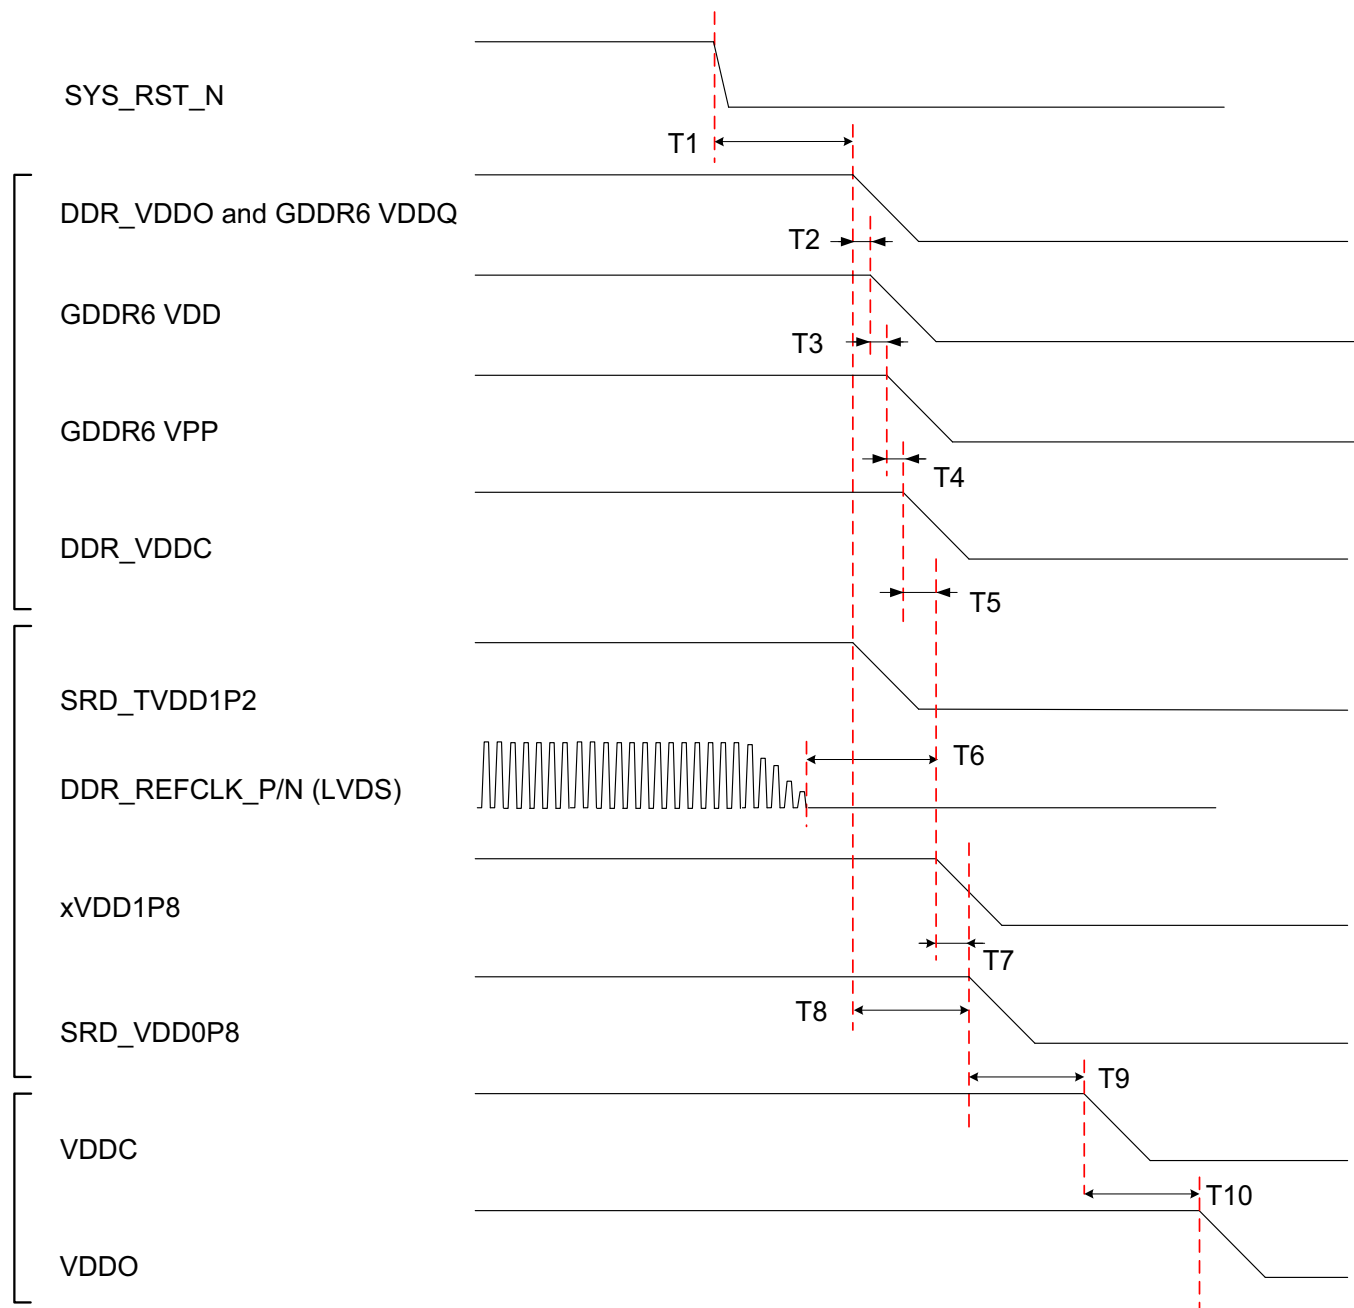 SYS_RST_N
T1
DDR_VDDO and GDDR6 VDDQ
T2
GDDR6 VDD
T3
GDDR6 VPP
T4
DDR_VDDC
T5
SRD_TVDD1P2
T6
DDR_REFCLK_P/N (LVDS)
xVDD1P8
T7
T8
SRD_VDD0P8
T9
VDDC
T10
VDDO